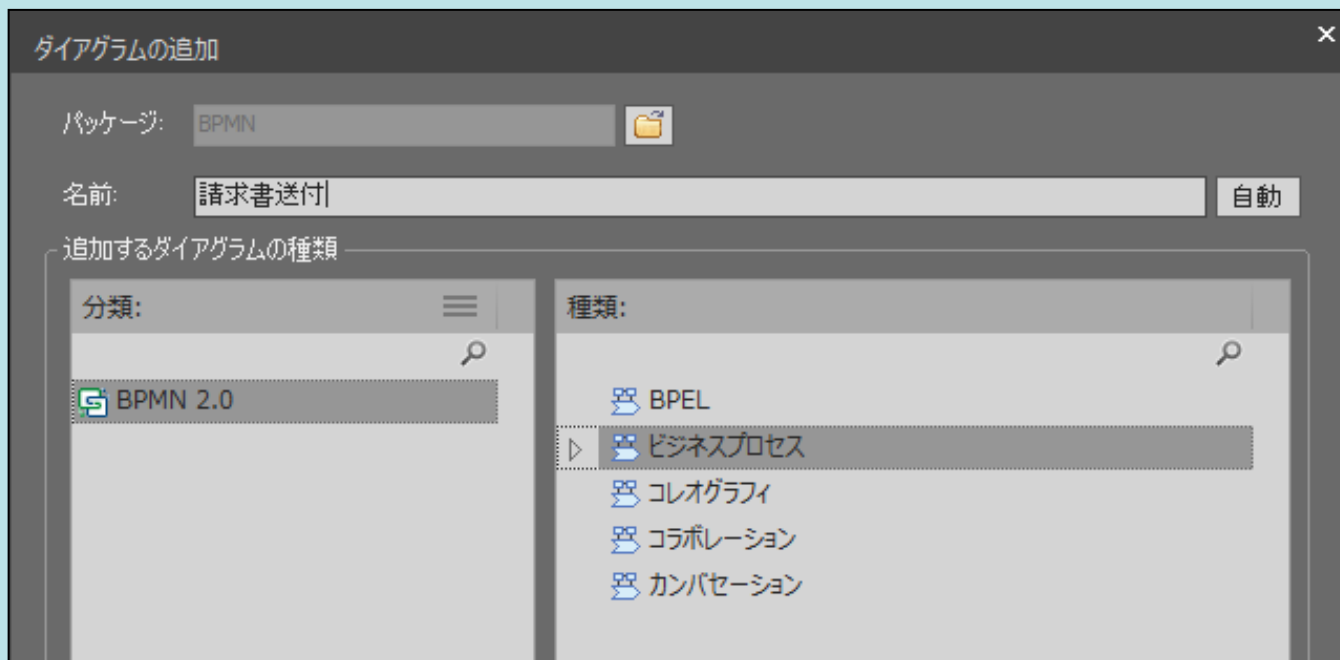 ダイアグラムの追加
パッケージ: BPMN
名前: 請求書送付 自動
追加するダイアグラムの種類
分類: 種類:
BPMN 2.0 BPEL
ビジネスプロセス
コレオグラフィ
コラボレーション
カンバセーション